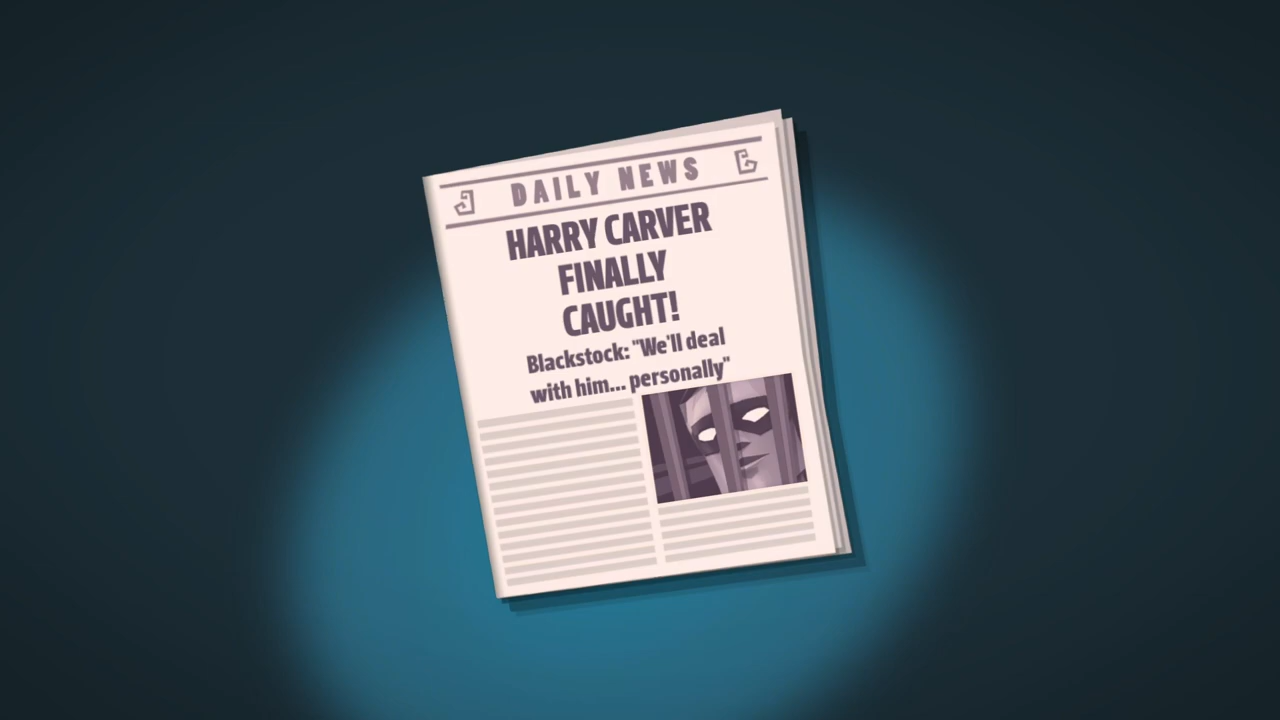 DAILY NEWS
HARRY CARVER
FINALLY
CAUGHT!
Blackstock: "We'll deal
with him... personally"